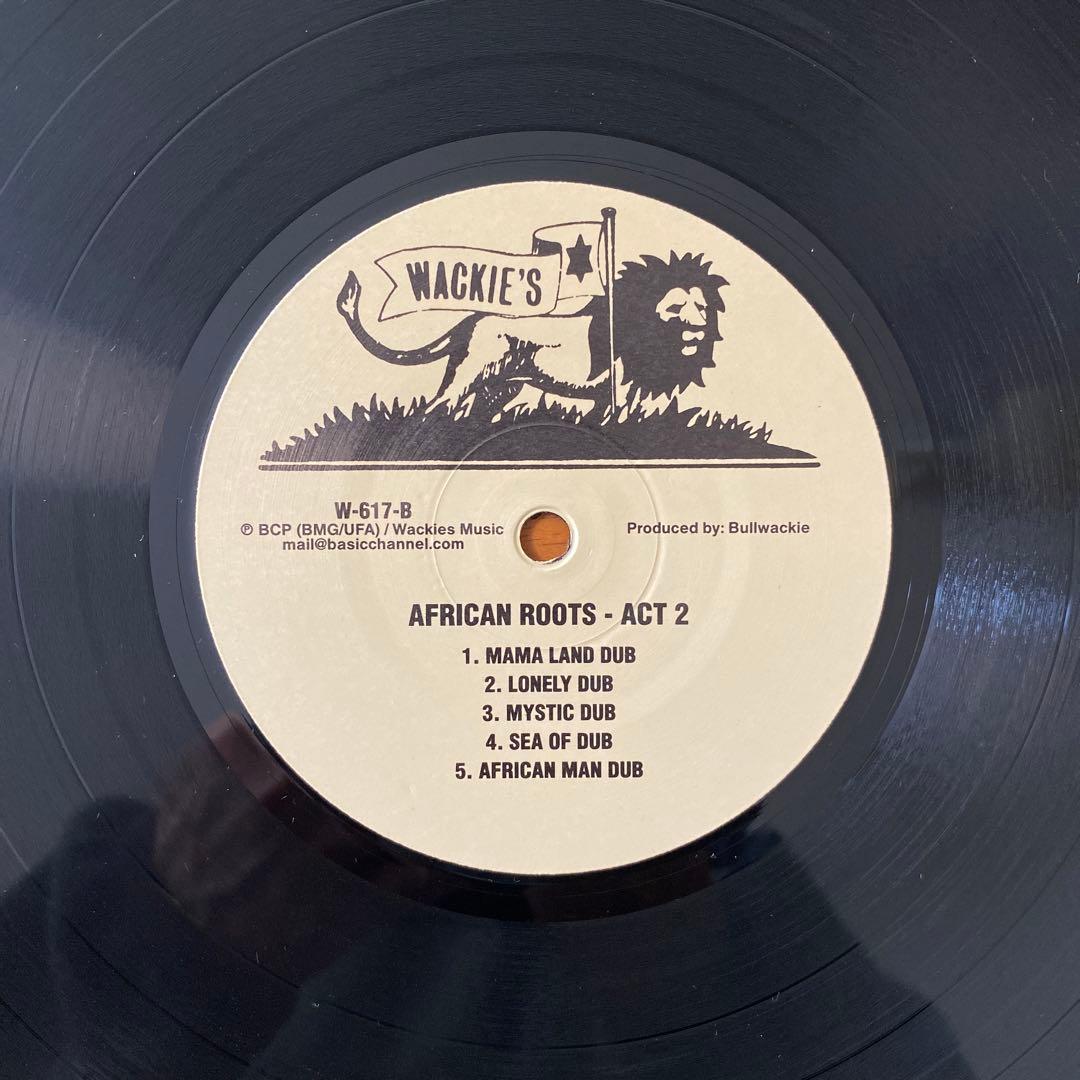 WACKIE'S
W-617-B
℗ BCP (BMG/UFA) / Wackies Music
mail@basicchannel.com
Produced by: Bullwackie
AFRICAN ROOTS - ACT 2
1. MAMA LAND DUB
2. LONELY DUB
3. MYSTIC DUB
4. SEA OF DUB
5. AFRICAN MAN DUB